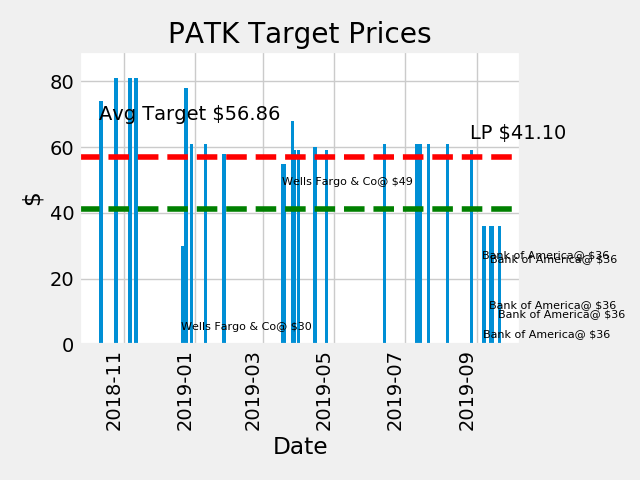 PATK Target Prices
80
60
40
20
0
$
Avg Target $56.86
LP $41.10
Wells Fargo & Co@ $49
Wells Fargo & Co@ $30
Bank of America@ $36
Bank of America@ $36
Bank of America@ $36
Bank of America@ $36
Bank of America@ $36
2018-11
2019-01
2019-03
2019-05
2019-07
2019-09
Date